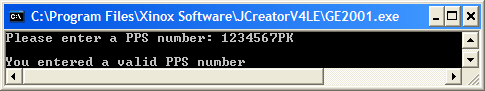 C:\Program Files\Xinox Software\JCreatorV4LE\GE2001.exe
Please enter a PPS number: 1234567PK
You entered a valid PPS number